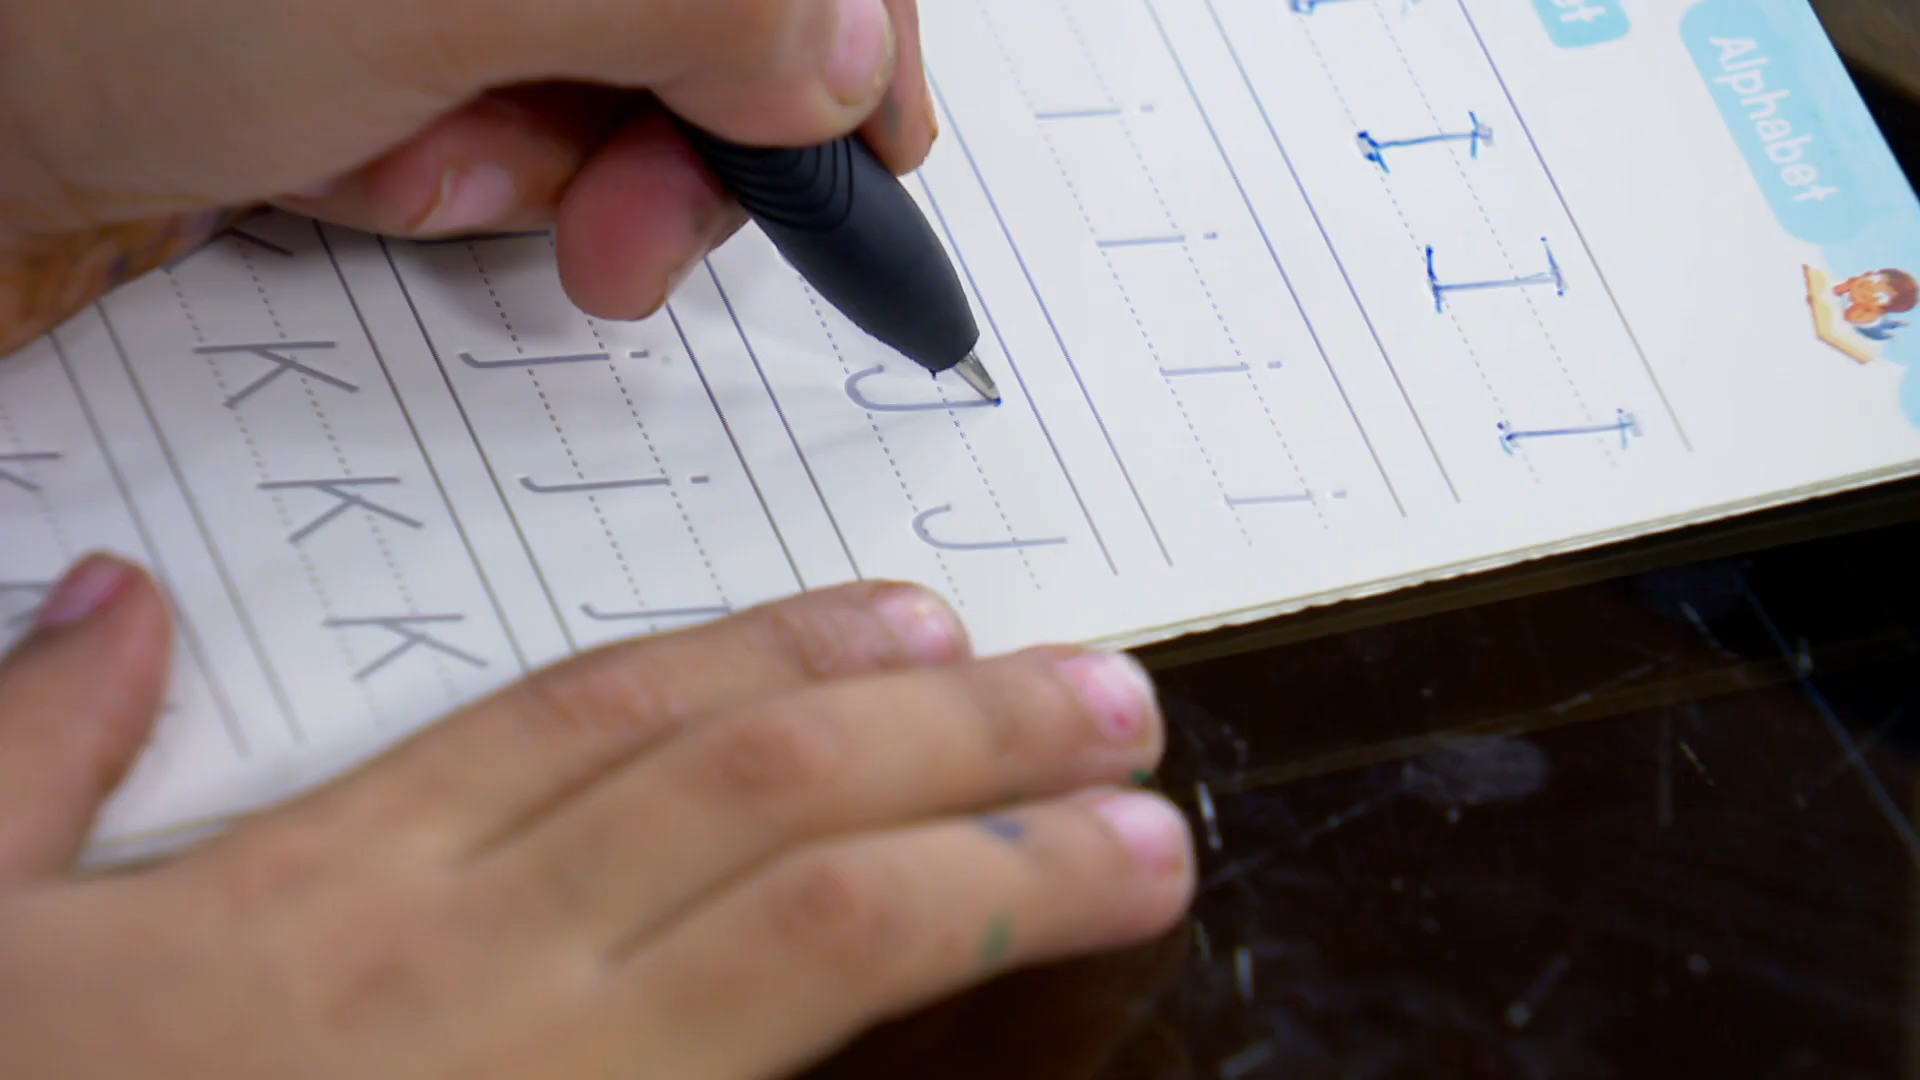 Alphabet
I I I I
i i i i
J J
j j j
K K K K
k k